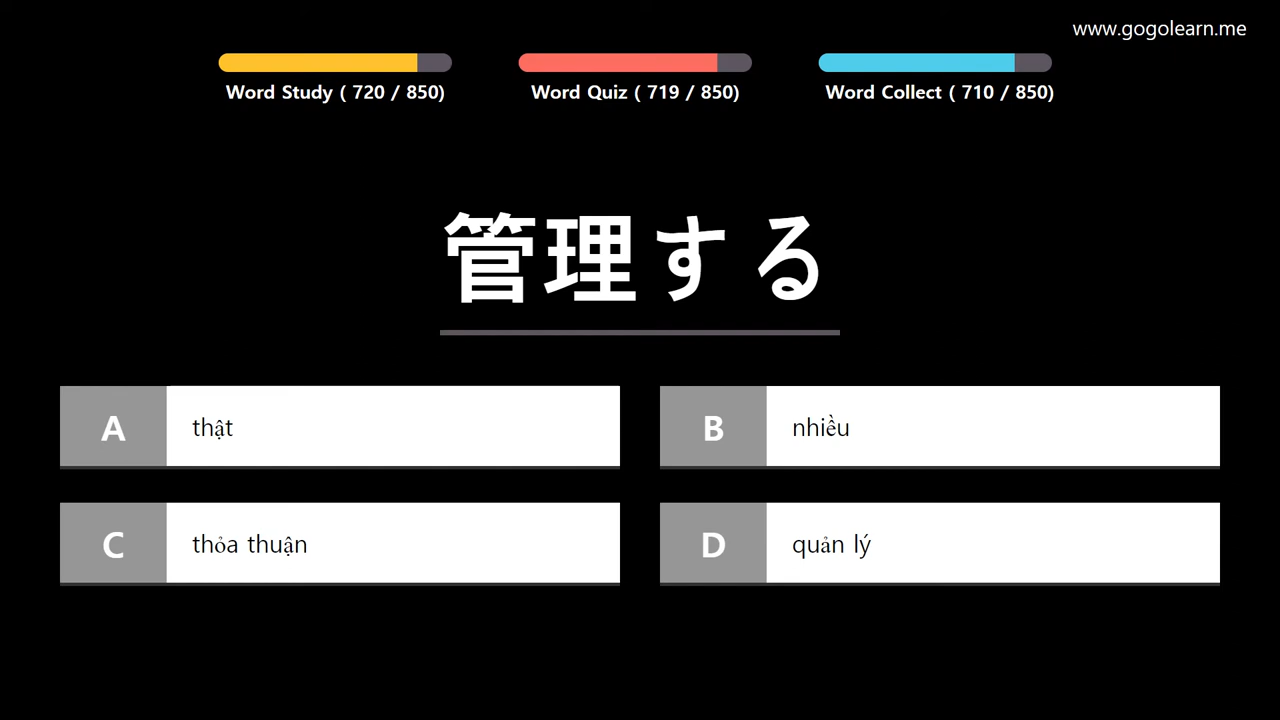 www.gogolearn.me
Word Study ( 720 / 850)
Word Quiz ( 719 / 850)
Word Collect ( 710 / 850)
管理する
A thật
B nhiều
C thỏa thuận
D quản lý